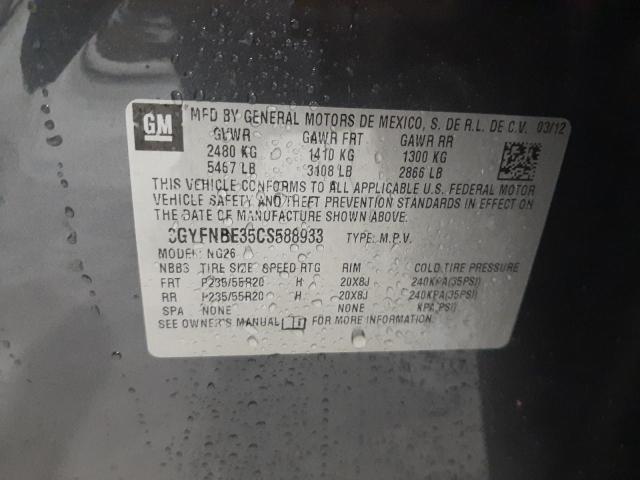 GM
MFD BY GENERAL MOTORS DE MEXICO, S. DE R.L. DE C.V. 03/12
GVWR GAWR FRT GAWR RR
2480 KG 1410 KG 1300 KG
5467 LB 3108 LB 2866 LB
THIS VEHICLE CONFORMS TO ALL APPLICABLE U.S. FEDERAL MOTOR
VEHICLE SAFETY AND THEFT PREVENTION STANDARDS IN EFFECT ON
THE DATE OF MANUFACTURE SHOWN ABOVE.
3GYFNBE35CS588933 TYPE: M.P.V.
MODEL: NG26
NBB3 TIRE SIZE SPEED RTG RIM COLD TIRE PRESSURE
FRT P235/55R20 H 20X8J 240KPA(35PSI)
RR P235/55R20 H 20X8J 240KPA(35PSI)
SPA NONE NONE KPA(PSI)
SEE OWNER'S MANUAL FOR MORE INFORMATION.